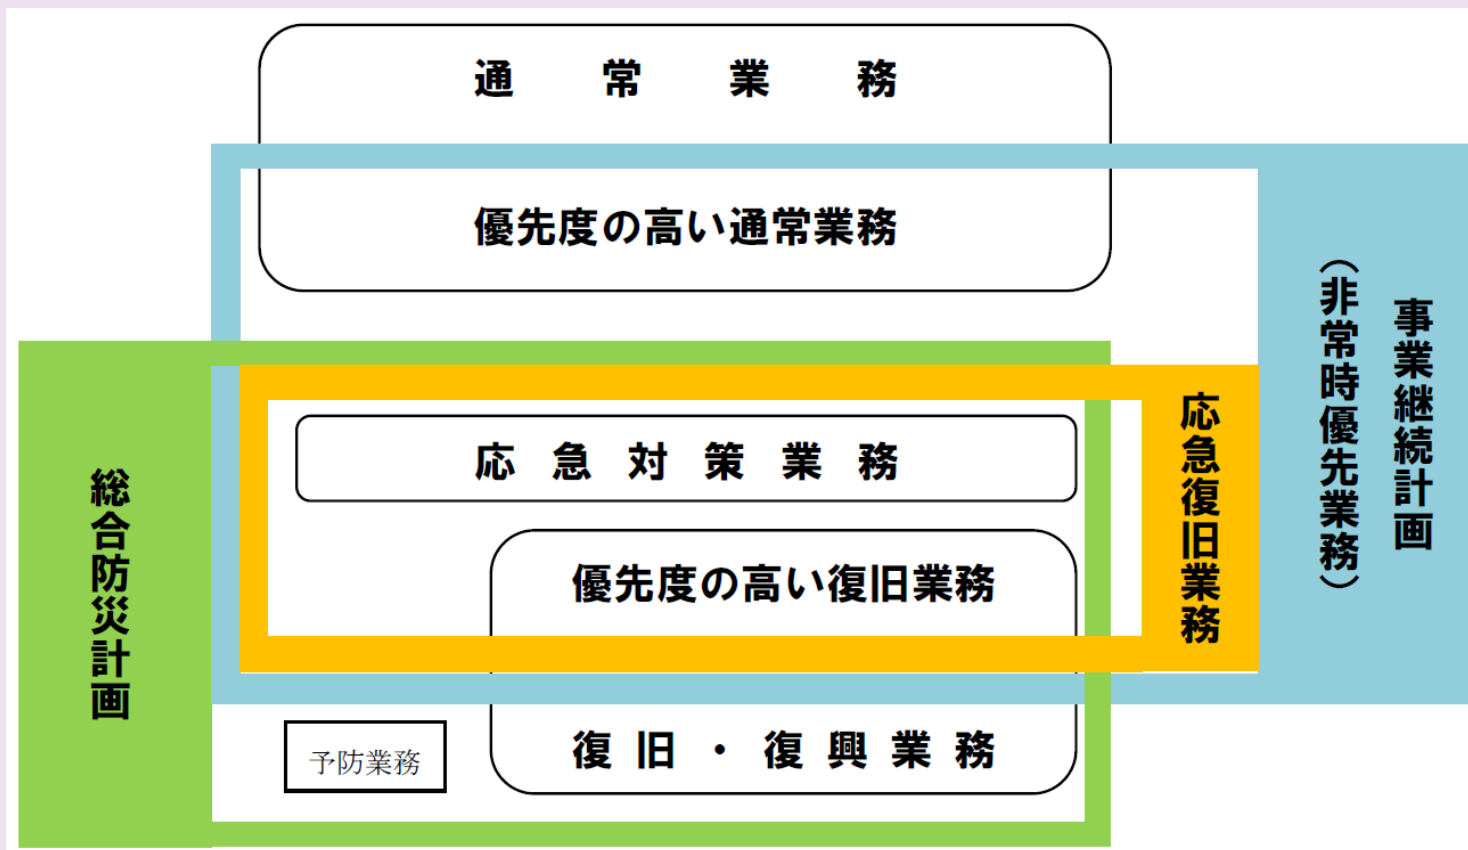 通常業務
優先度の高い通常業務
事業継続計画
（非常時優先業務）
総合防災計画
応急復旧業務
応急対策業務
優先度の高い復旧業務
予防業務
復旧・復興業務